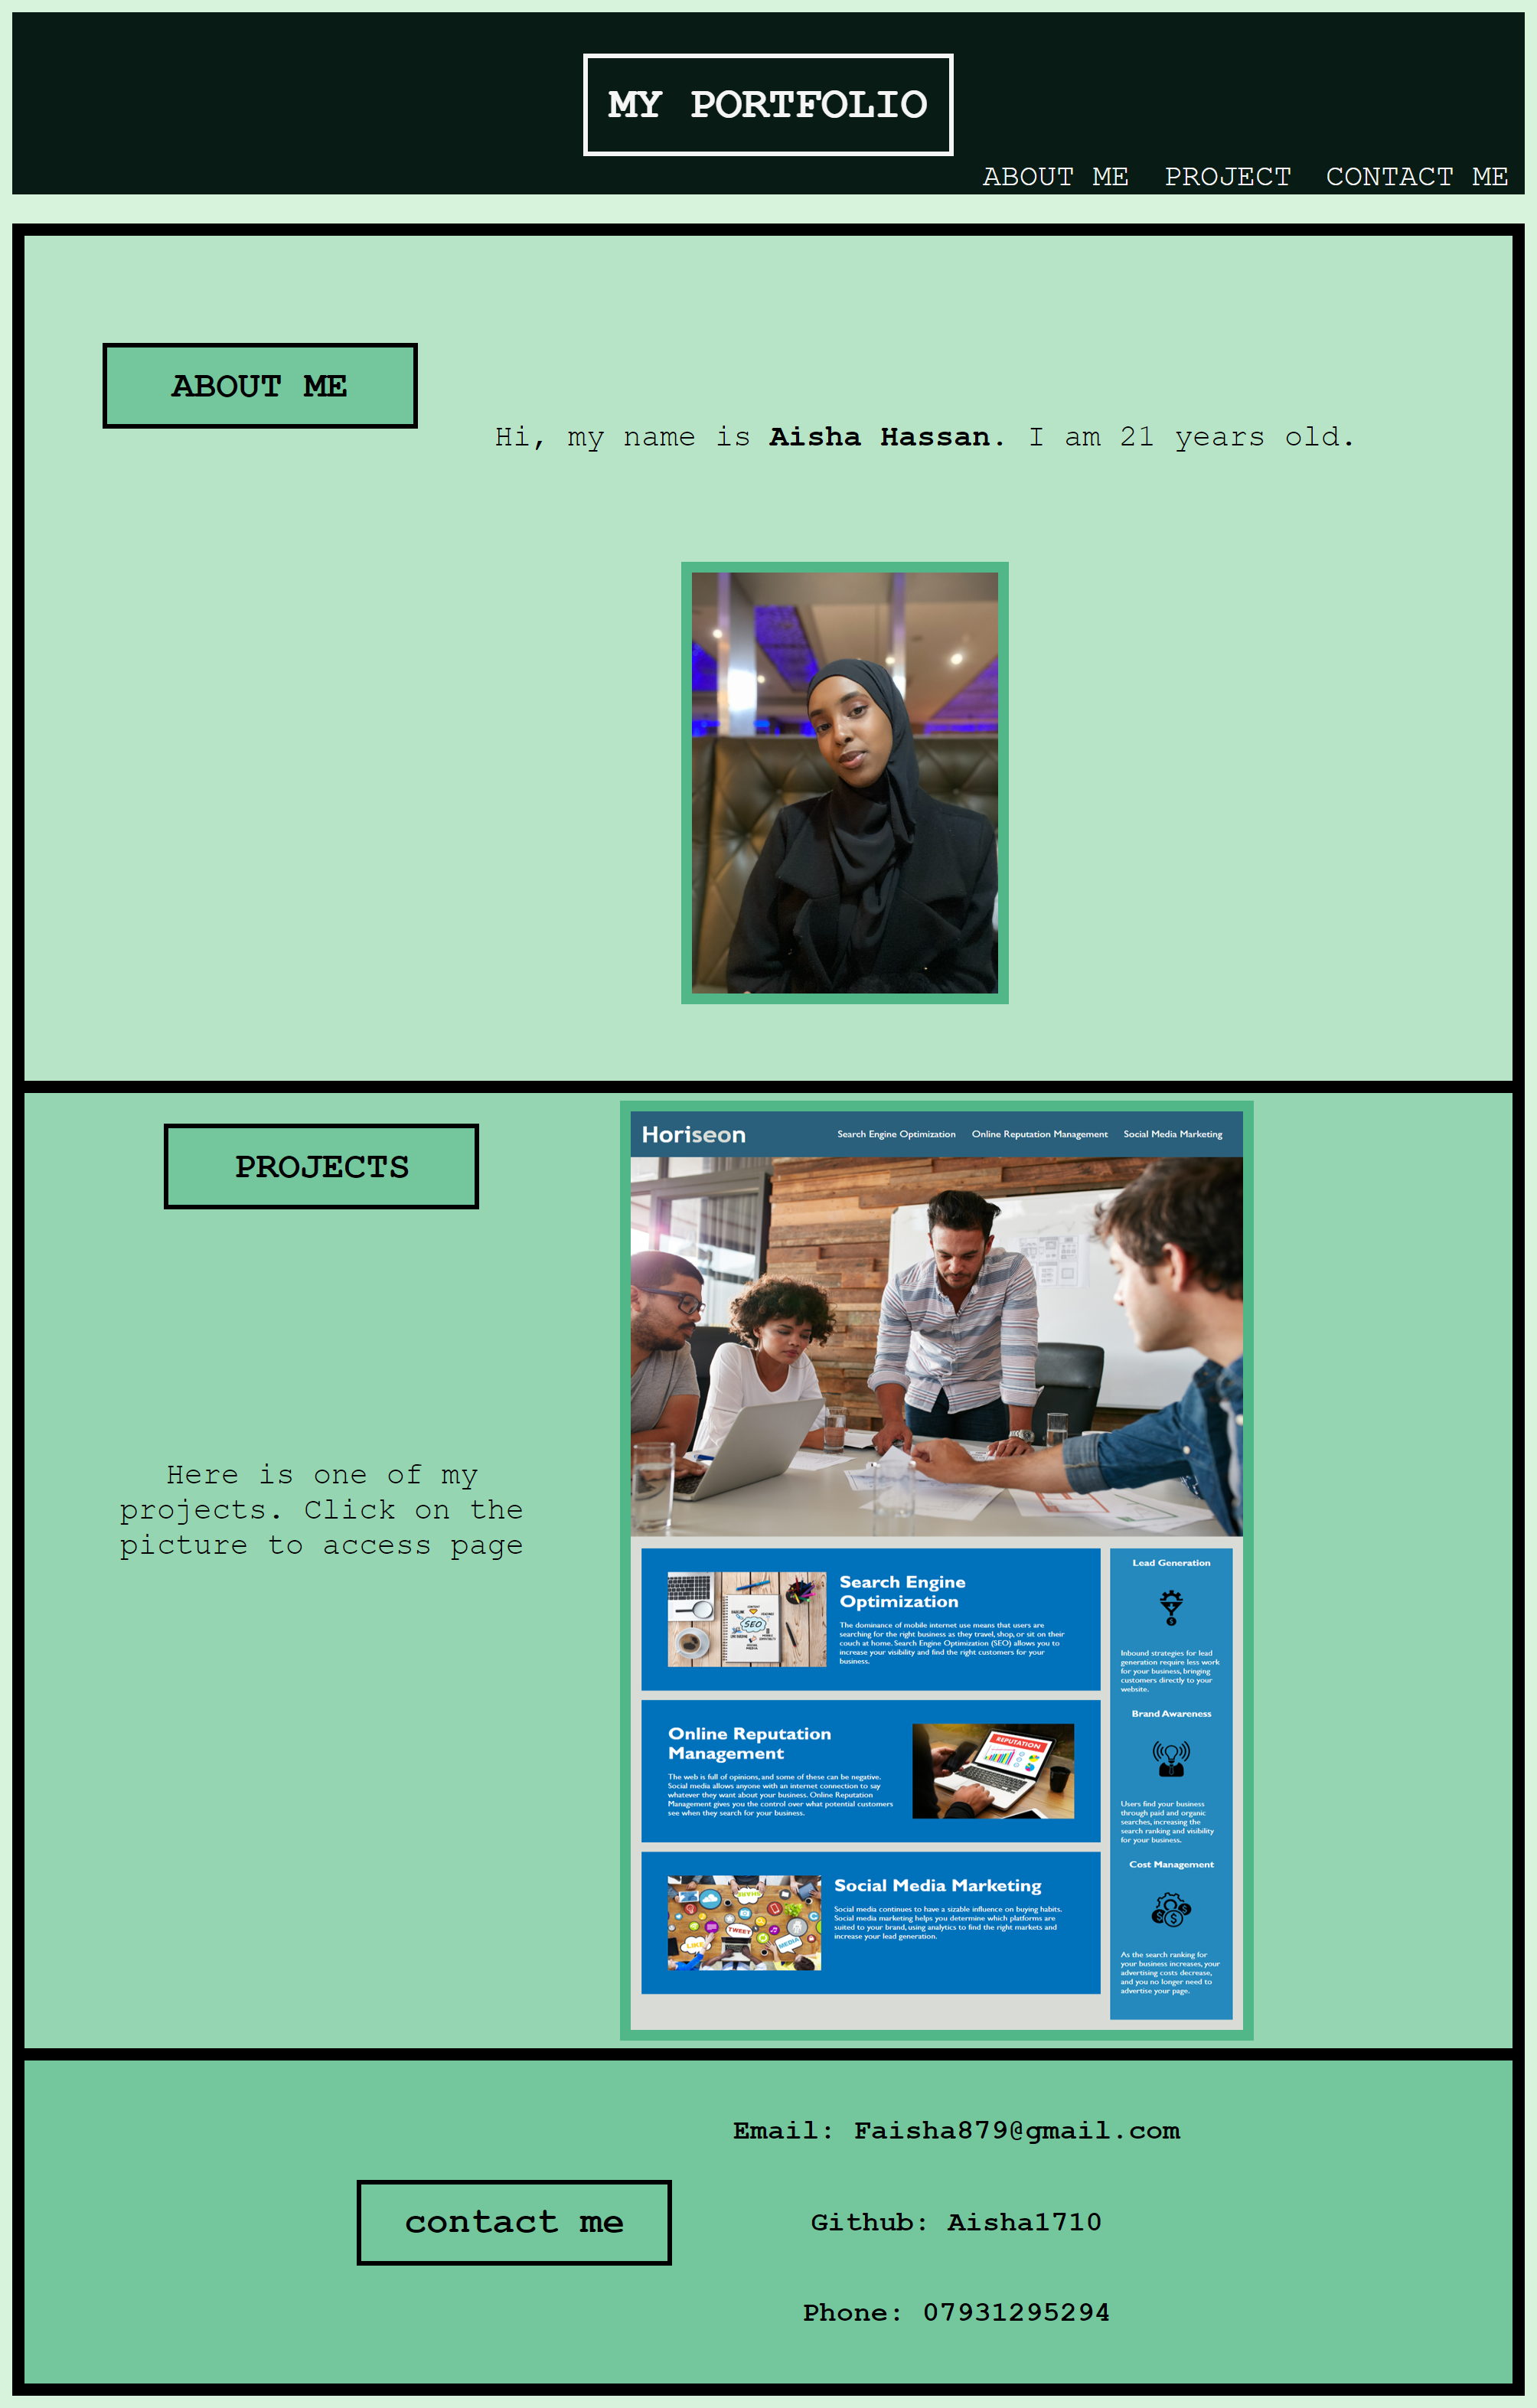 MY PORTFOLIO
ABOUT ME PROJECT CONTACT ME
ABOUT ME
Hi, my name is Aisha Hassan. I am 21 years old.
PROJECTS
Here is one of my
projects. Click on the
picture to access page
Horiseon
Search Engine Optimization Online Reputation Management Social Media Marketing
SEO
Search Engine
Optimization
The dominance of mobile internet use means that users are
searching for the right business as they travel, shop, or sit on their
couch at home. Search Engine Optimization (SEO) allows you to
increase your visibility and find the right customers for your
business.
Online Reputation
Management
The web is full of opinions, and some of these can be negative.
Social media allows anyone with an internet connection to say
whatever they want about your business. Online Reputation
Management gives you the control over what potential customers
see when they search for your business.
REPUTATION
TWEET
LIKE
MEDIA
Social Media Marketing
Social media continues to have a sizable influence on buying habits.
Social media marketing helps you determine which platforms are
suited to your brand, using analytics to find the right markets and
increase your lead generation.
Lead Generation
Inbound strategies for lead
generation require less work
for your business, bringing
customers directly to your
website.
Brand Awareness
Users find your business
through paid and organic
searches, increasing the
search ranking and visibility
for your business.
Cost Management
As the search ranking for
your business increases, your
advertising costs decrease,
and you no longer need to
advertise your page.
contact me
Email: Faisha879@gmail.com
Github: Aisha1710
Phone: 07931295294